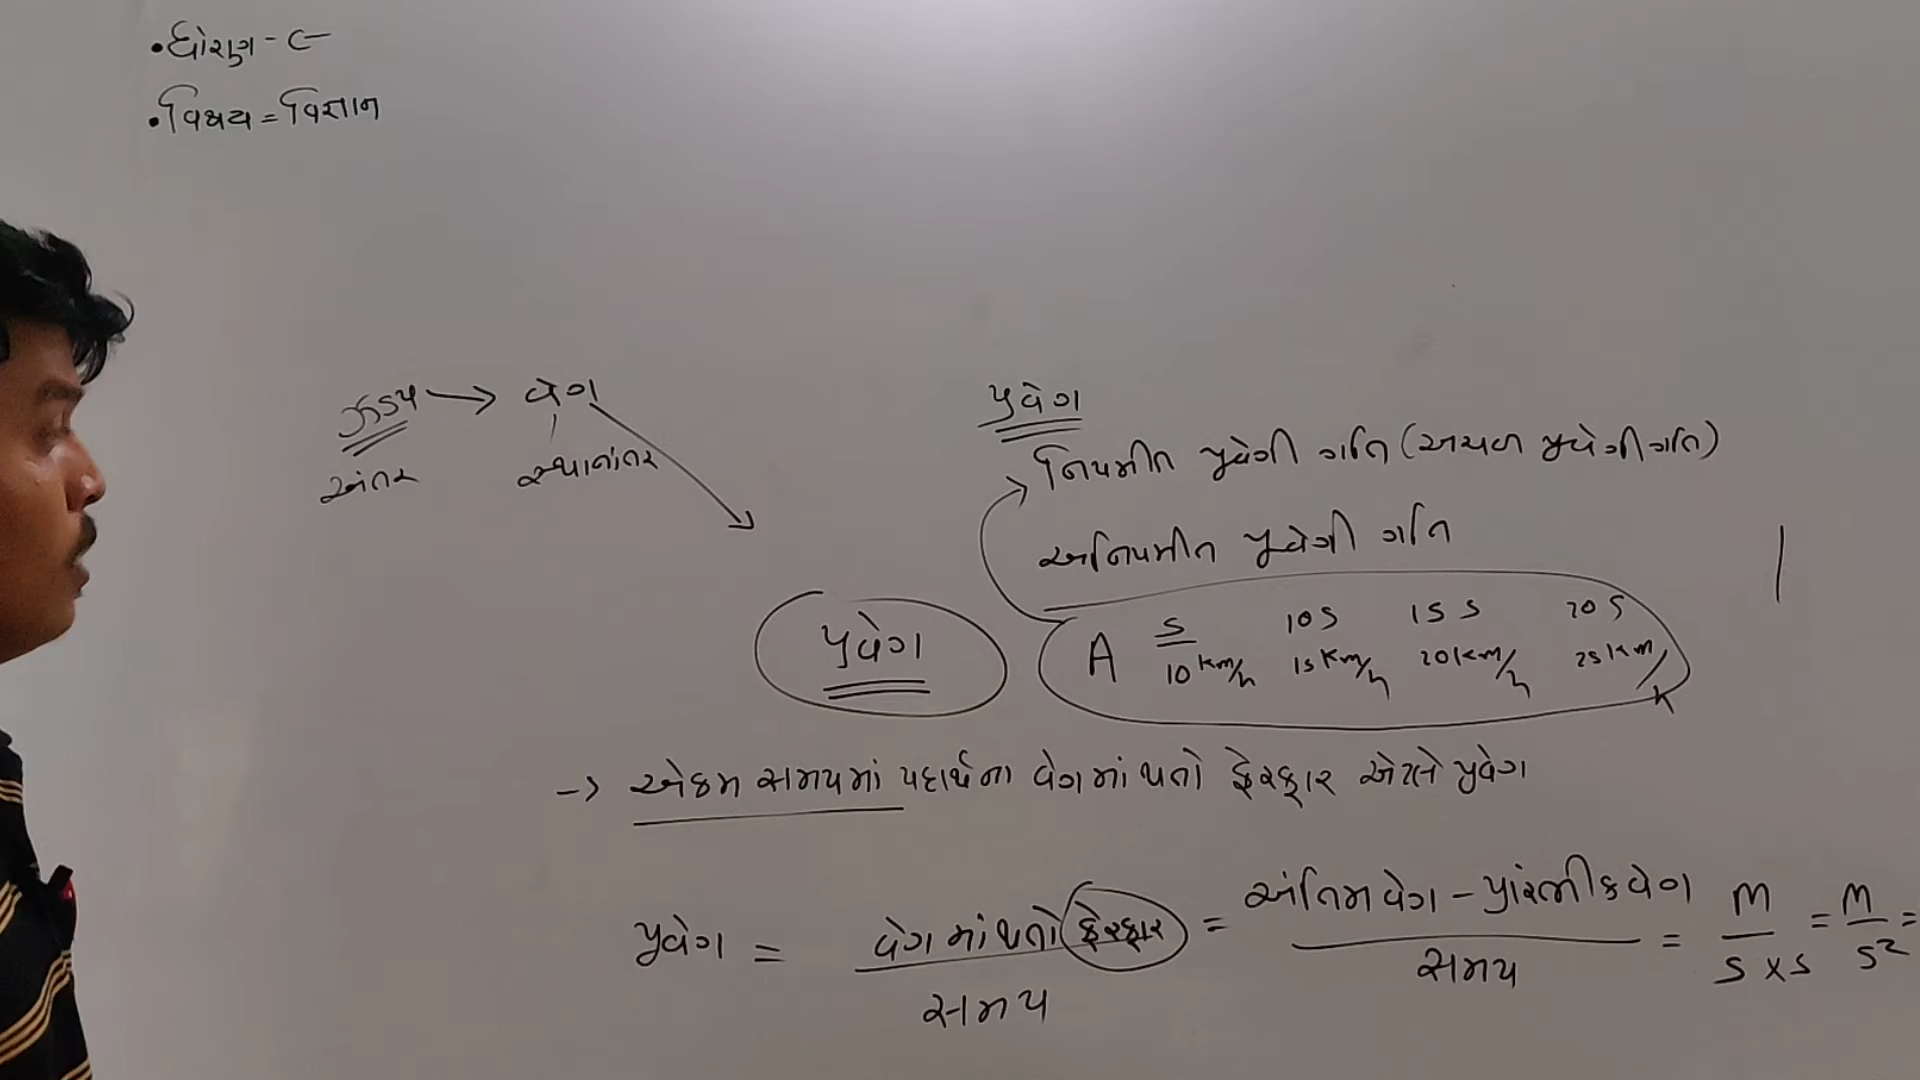 •ધોરણ - ૯
•વિષય = વિજ્ઞાન
ઝડપ → વેગ
અંતર સ્થાનાંતર
પ્રવેગ
નિયમીત પ્રવેગી ગતિ (અચળ પ્રવેગીગતિ)
અનિયમીત પ્રવેગી ગતિ
પ્રવેગ
A 5 10 S 15 S 20 S
10 Km/h 15 Km/h 20 Km/h 25 Km/h
→ એકમ સમયમાં પદાર્થના વેગમાં થતો ફેરફાર એટલે પ્રવેગ
પ્રવેગ = વેગમાં થતો ફેરફાર / સમય = અંતિમ વેગ - પ્રારંભીક વેગ / સમય = m / s x s = m / s² =